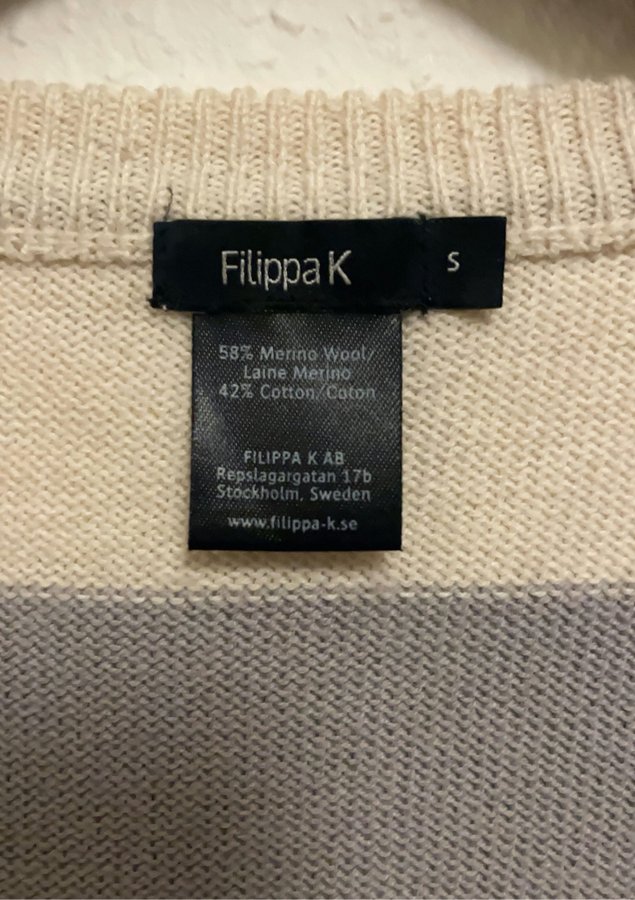 Filippa K
S
58% Merino Wool/
Laine Merino
42% Cotton/Coton
FILIPPA K AB
Repslagargatan 17b
Stockholm, Sweden
www.filippa-k.se